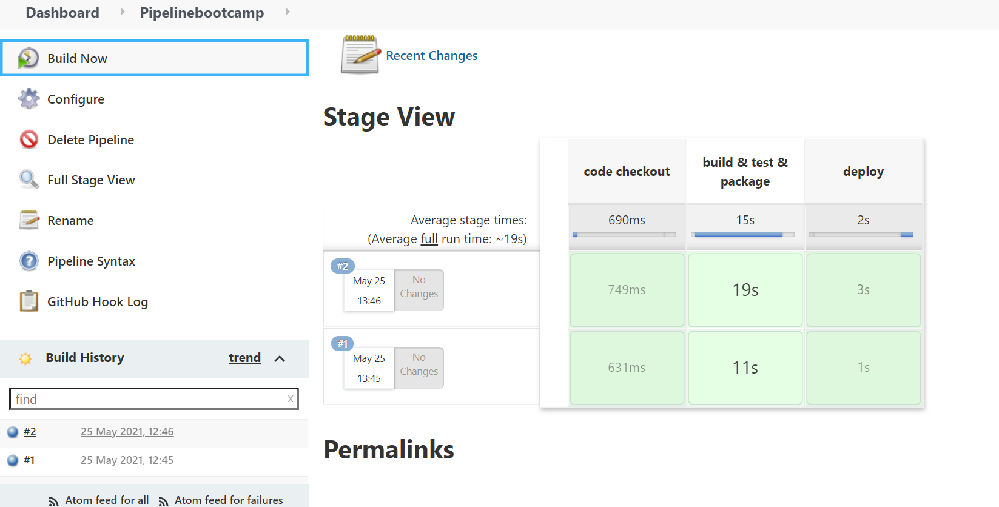 Dashboard Pipelinebootcamp
Build Now
Configure
Delete Pipeline
Full Stage View
Rename
Pipeline Syntax
GitHub Hook Log
Build History trend
find x
#2 25 May 2021, 12:46
#1 25 May 2021, 12:45
Atom feed for all Atom feed for failures
Recent Changes
Stage View
code checkout
build & test &
package
deploy
Average stage times:
(Average full run time: ~19s)
690ms 15s 2s
#2
May 25
13:46
No
Changes
749ms 19s 3s
#1
May 25
13:45
No
Changes
631ms 11s 1s
Permalinks